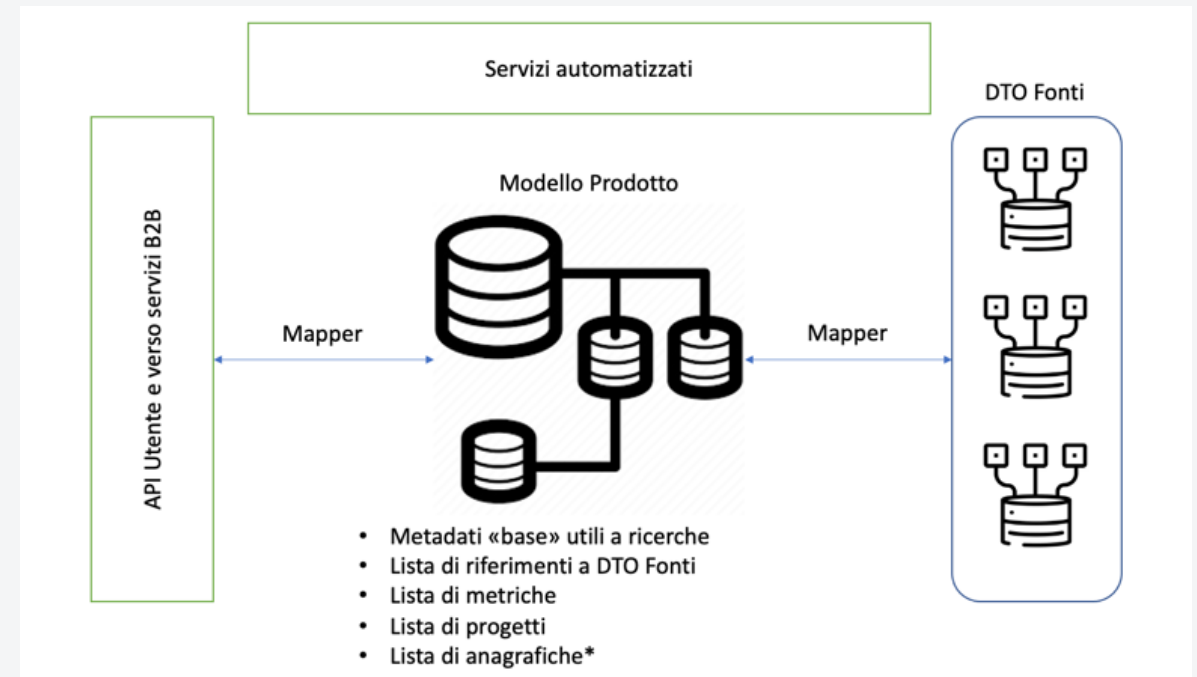 Servizi automatizzati
DTO Fonti
Modello Prodotto
API Utente e verso servizi B2B
Mapper
Mapper
• Metadati «base» utili a ricerche
• Lista di riferimenti a DTO Fonti
• Lista di metriche
• Lista di progetti
• Lista di anagrafiche*